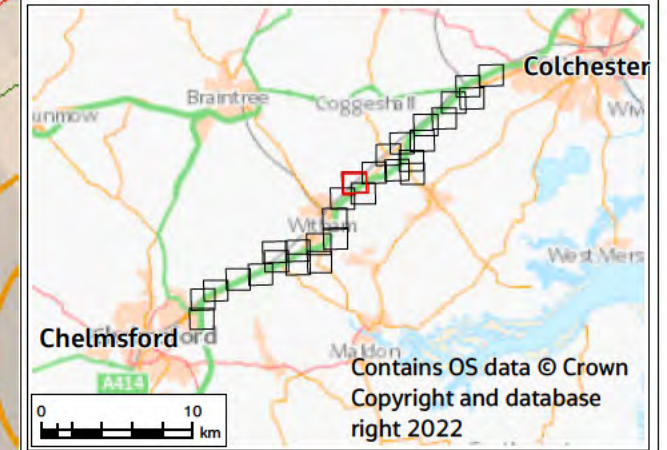 Colchester
Braintree
Coggeshall
unmow
Witham
West Mers
Chelmsford
Maldon
A414
Contains OS data © Crown
Copyright and database
right 2022
0 10
km